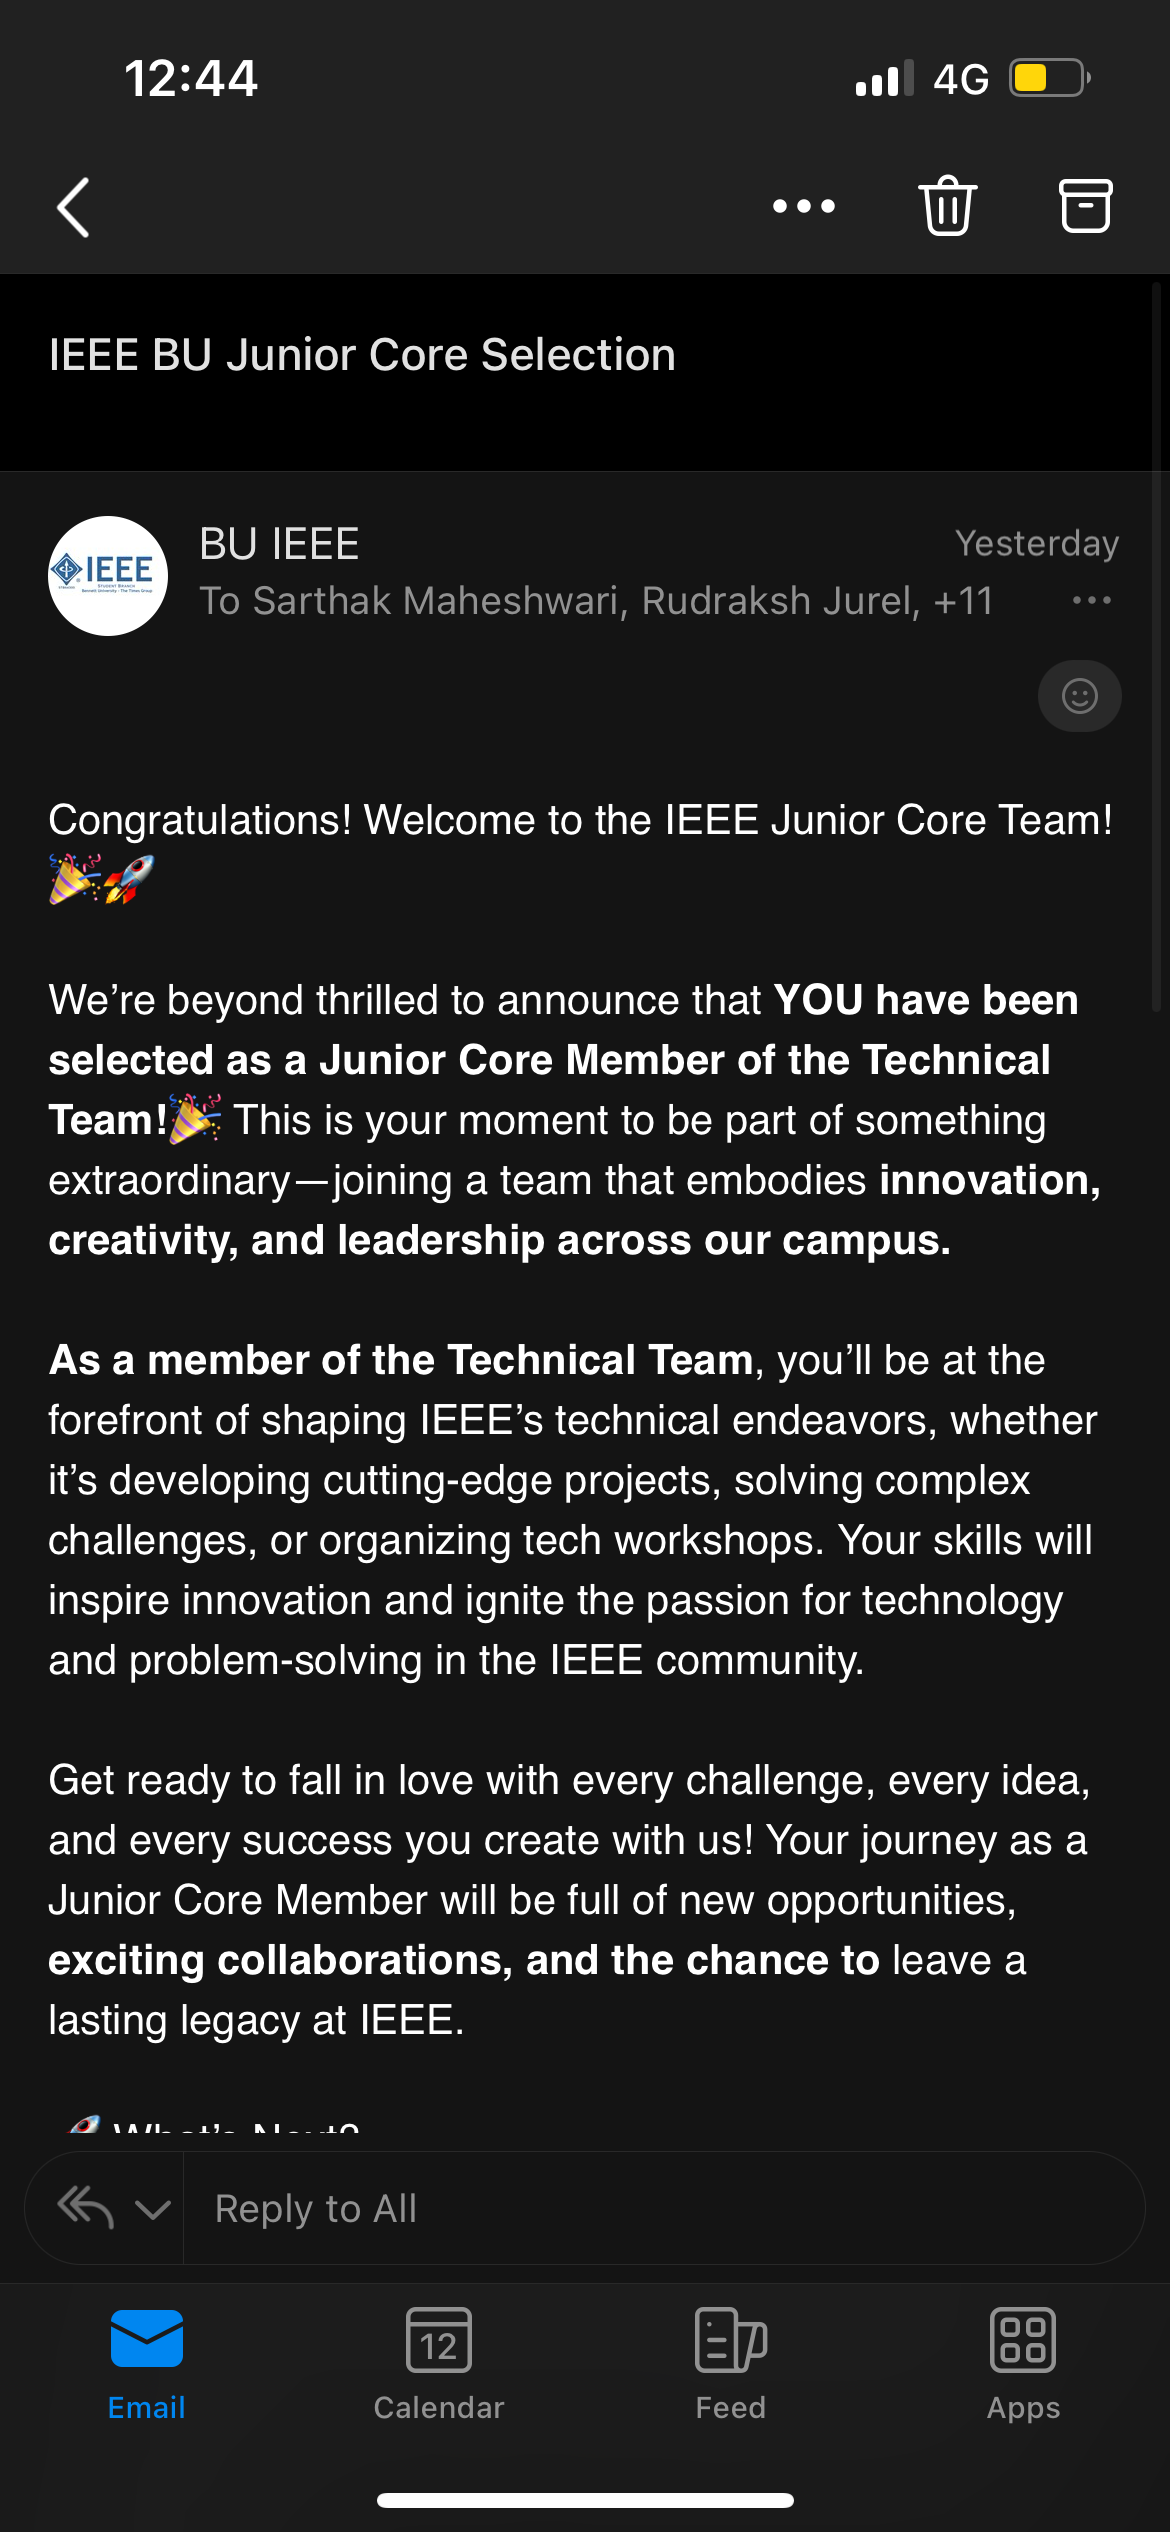 12:44
4G
IEEE BU Junior Core Selection
IEEE
STUDENT BRANCH
Bennett University - The Times Group
BU IEEE
Yesterday
To Sarthak Maheshwari, Rudraksh Jurel, +11
Congratulations! Welcome to the IEEE Junior Core Team!
🎉🚀
We’re beyond thrilled to announce that YOU have been
selected as a Junior Core Member of the Technical
Team!🎉 This is your moment to be part of something
extraordinary—joining a team that embodies innovation,
creativity, and leadership across our campus.
As a member of the Technical Team, you’ll be at the
forefront of shaping IEEE’s technical endeavors, whether
it’s developing cutting-edge projects, solving complex
challenges, or organizing tech workshops. Your skills will
inspire innovation and ignite the passion for technology
and problem-solving in the IEEE community.
Get ready to fall in love with every challenge, every idea,
and every success you create with us! Your journey as a
Junior Core Member will be full of new opportunities,
exciting collaborations, and the chance to leave a
lasting legacy at IEEE.
🚀 What’s Next?
Reply to All
12
Email
Calendar
Feed
Apps